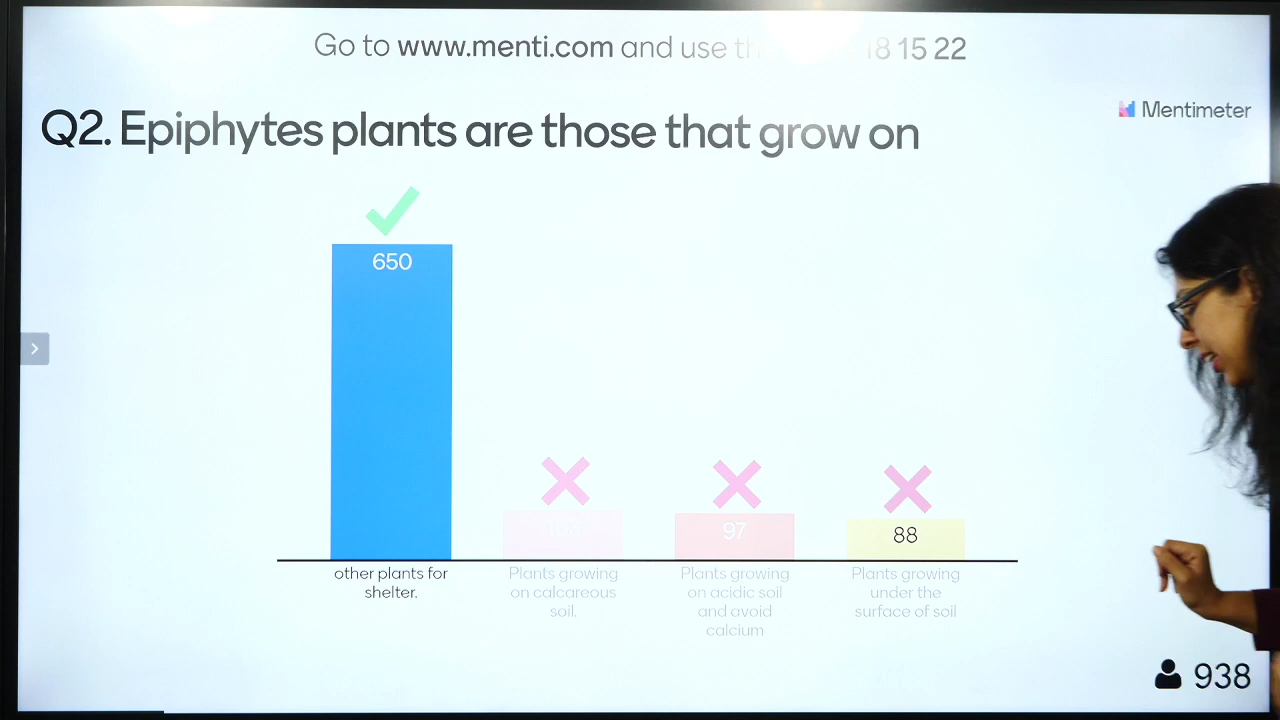 Go to www.menti.com and use 18 15 22
Mentimeter
Q2. Epiphytes plants are those that grow on
650
97
88
other plants for
shelter.
Plants growing
on calcareous
soil.
Plants growing
on acidic soil
and avoid
calcium
Plants growing
under the
surface of soil
938